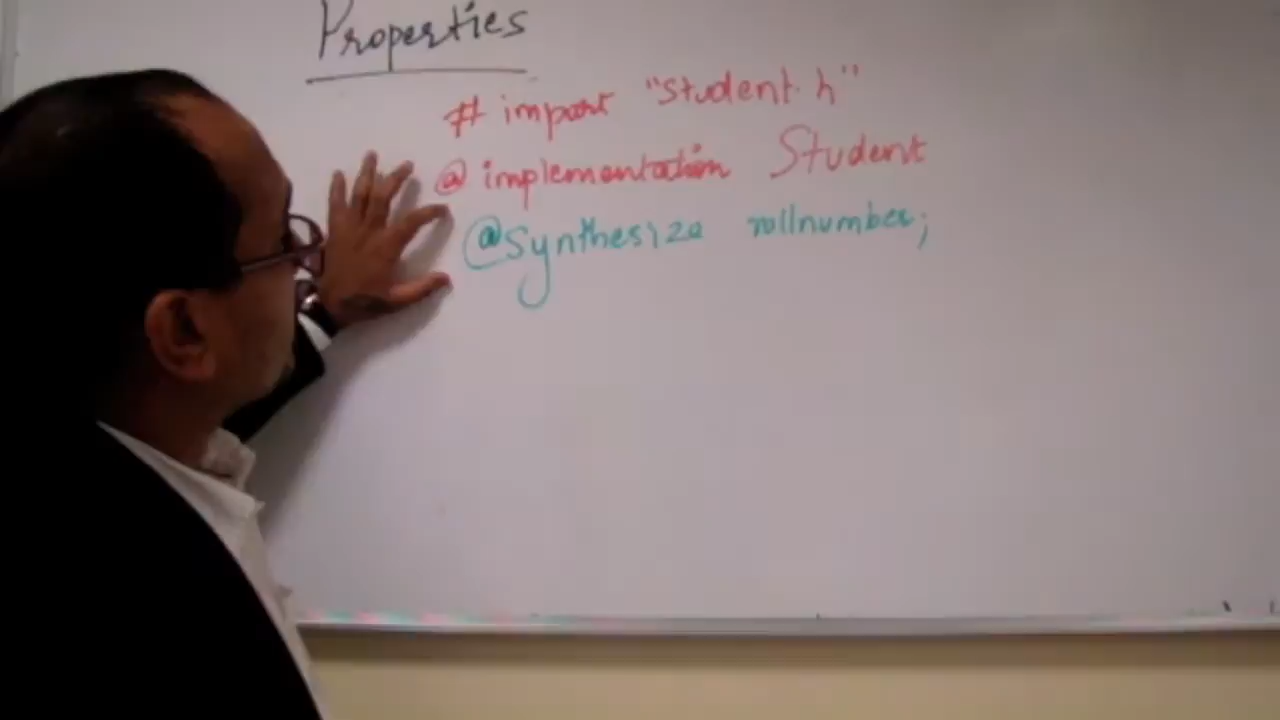 Properties
# import "Student.h"
@ implementation Student
@Synthesize rollnumber;